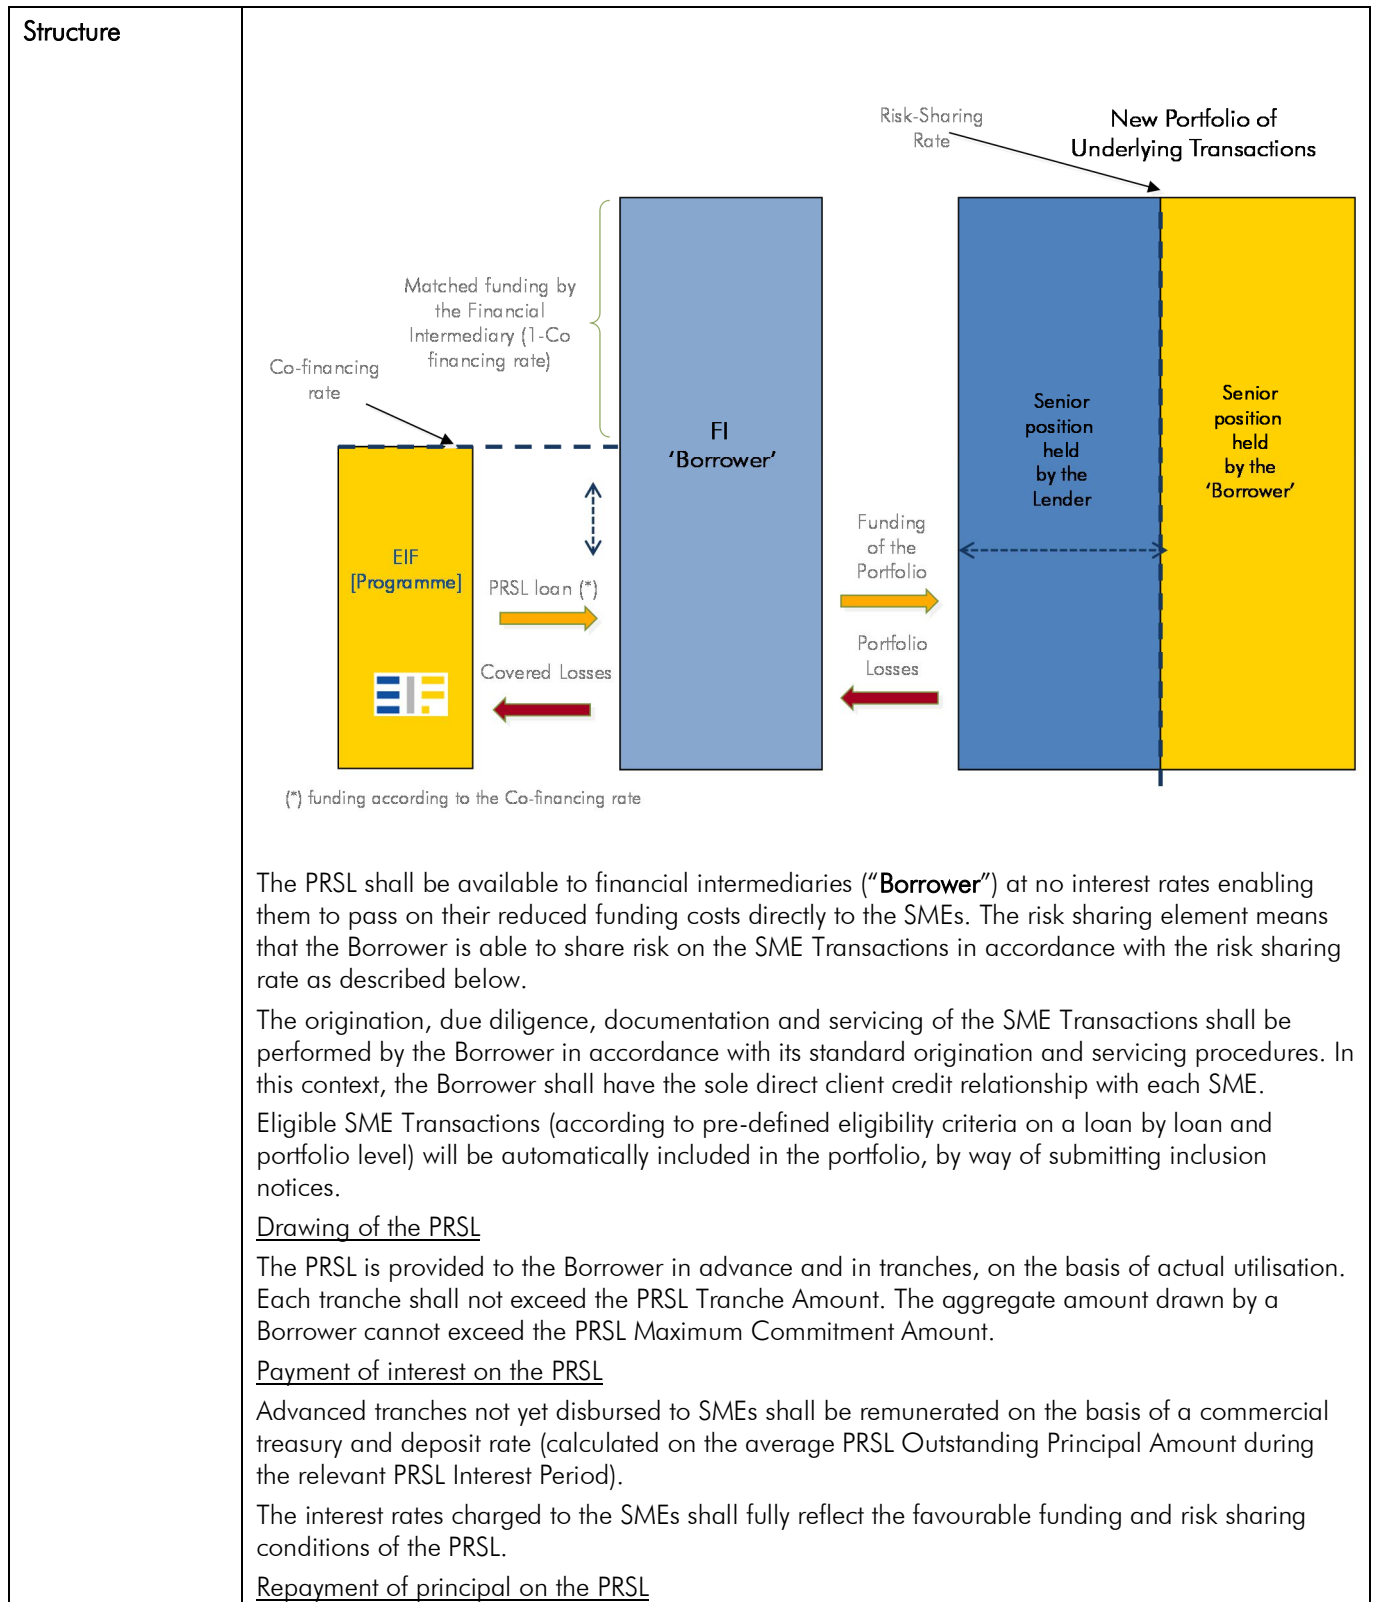 Structure
Risk-Sharing
Rate
New Portfolio of
Underlying Transactions
Matched funding by
the Financial
Intermediary (1-Co
financing rate)
Co-financing
rate
FI
‘Borrower’
Senior
position
held
by the
Lender
Senior
position
held
by the
‘Borrower’
EIF
[Programme]
PRSL loan (*)
Covered Losses
Funding
of the
Portfolio
Portfolio
Losses
EIF
(*) funding according to the Co-financing rate
The PRSL shall be available to financial intermediaries (“Borrower”) at no interest rates enabling
them to pass on their reduced funding costs directly to the SMEs. The risk sharing element means
that the Borrower is able to share risk on the SME Transactions in accordance with the risk sharing
rate as described below.
The origination, due diligence, documentation and servicing of the SME Transactions shall be
performed by the Borrower in accordance with its standard origination and servicing procedures. In
this context, the Borrower shall have the sole direct client credit relationship with each SME.
Eligible SME Transactions (according to pre-defined eligibility criteria on a loan by loan and
portfolio level) will be automatically included in the portfolio, by way of submitting inclusion
notices.
Drawing of the PRSL
The PRSL is provided to the Borrower in advance and in tranches, on the basis of actual utilisation.
Each tranche shall not exceed the PRSL Tranche Amount. The aggregate amount drawn by a
Borrower cannot exceed the PRSL Maximum Commitment Amount.
Payment of interest on the PRSL
Advanced tranches not yet disbursed to SMEs shall be remunerated on the basis of a commercial
treasury and deposit rate (calculated on the average PRSL Outstanding Principal Amount during
the relevant PRSL Interest Period).
The interest rates charged to the SMEs shall fully reflect the favourable funding and risk sharing
conditions of the PRSL.
Repayment of principal on the PRSL